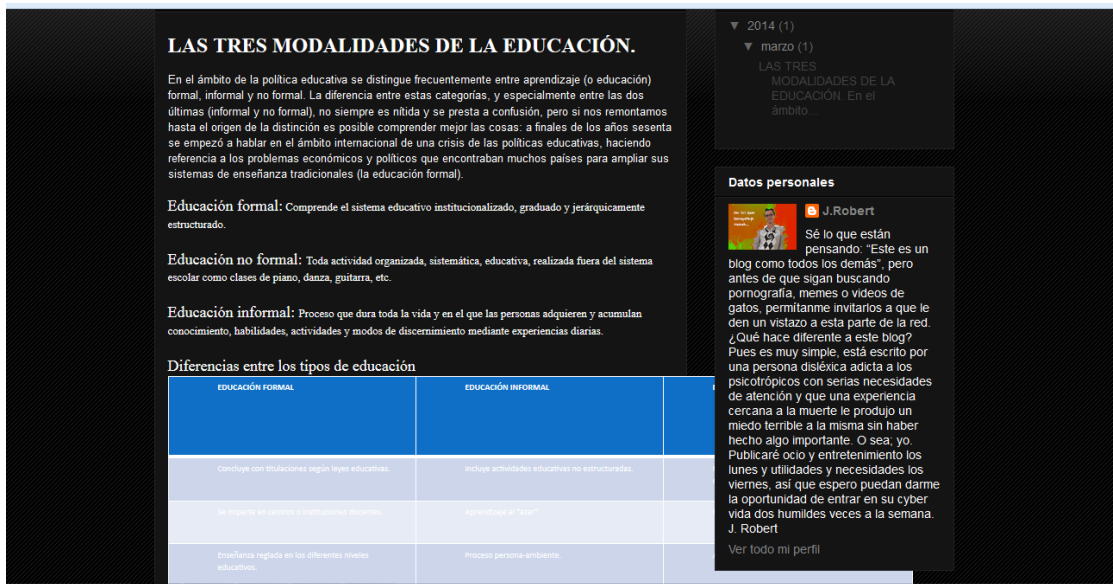 LAS TRES MODALIDADES DE LA EDUCACIÓN.
En el ámbito de la política educativa se distingue frecuentemente entre aprendizaje (o educación)
formal, informal y no formal. La diferencia entre estas categorías, y especialmente entre las dos
últimas (informal y no formal), no siempre es nítida y se presta a confusión, pero si nos remontamos
hasta el origen de la distinción es posible comprender mejor las cosas: a finales de los años sesenta
se empezó a hablar en el ámbito internacional de una crisis de las políticas educativas, haciendo
referencia a los problemas económicos y políticos que encontraban muchos países para ampliar sus
sistemas de enseñanza tradicionales (la educación formal).
Educación formal: Comprende el sistema educativo institucionalizado, graduado y jerárquicamente
estructurado.
Educación no formal: Toda actividad organizada, sistemática, educativa, realizada fuera del sistema
escolar como clases de piano, danza, guitarra, etc.
Educación informal: Proceso que dura toda la vida y en el que las personas adquieren y acumulan
conocimiento, habilidades, actividades y modos de discernimiento mediante experiencias diarias.
Diferencias entre los tipos de educación
EDUCACIÓN FORMAL
EDUCACIÓN INFORMAL
Concluye con titulaciones según leyes educativas.
Incluye actividades educativas no estructuradas.
Se imparte en centros o instituciones docentes.
Aprendizaje al "azar"
Enseñanza reglada en los diferentes niveles
educativos.
Proceso persona-ambiente.
▼ 2014 (1)
▼ marzo (1)
LAS TRES
MODALIDADES DE LA
EDUCACIÓN. En el
ámbito...
Datos personales
J.Robert
Sé lo que están
pensando: “Este es un
blog como todos los demás”, pero
antes de que sigan buscando
pornografía, memes o videos de
gatos, permítanme invitarlos a que le
den un vistazo a esta parte de la red.
¿Qué hace diferente a este blog?
Pues es muy simple, está escrito por
una persona disléxica adicta a los
psicotrópicos con serias necesidades
de atención y que una experiencia
cercana a la muerte le produjo un
miedo terrible a la misma sin haber
hecho algo importante. O sea; yo.
Publicaré ocio y entretenimiento los
lunes y utilidades y necesidades los
viernes, así que espero puedan darme
la oportunidad de entrar en su cyber
vida dos humildes veces a la semana.
J. Robert
Ver todo mi perfil